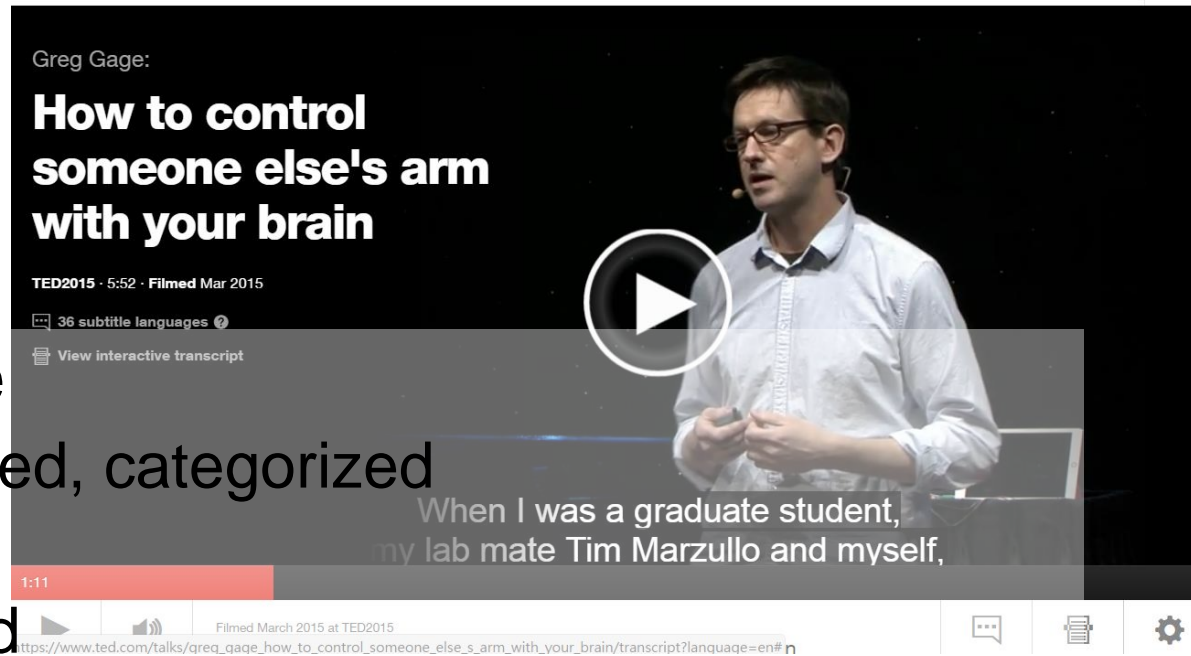 Greg Gage:
How to control
someone else's arm
with your brain
TED2015 · 5:52 · Filmed Mar 2015
36 subtitle languages ?
View interactive transcript
e
ed, categorized
When I was a graduate student,
my lab mate Tim Marzullo and myself,
1:11
d
Filmed March 2015 at TED2015
ttps://www.ted.com/talks/greg_gage_how_to_control_someone_else_s_arm_with_your_brain/transcript?language=en#
n